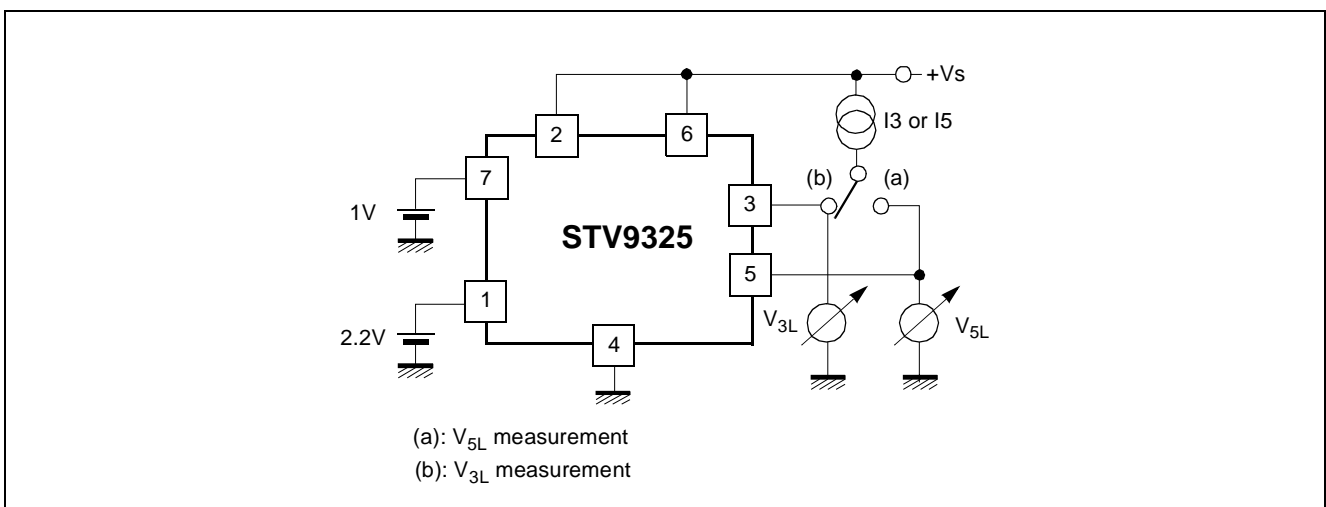 +Vs
I3 or I5
2
6
7
(b)
(a)
1V
3
STV9325
5
1
V3L
V5L
2.2V
4
(a): V5L measurement
(b): V3L measurement